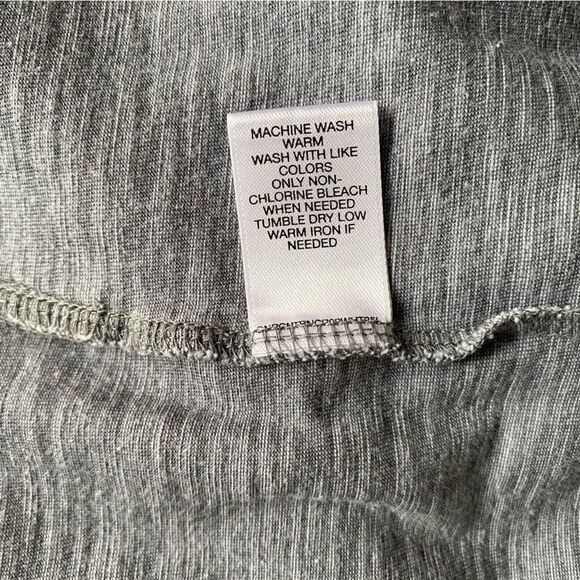 MACHINE WASH
WARM
WASH WITH LIKE
COLORS
ONLY NON-
CHLORINE BLEACH
WHEN NEEDED
TUMBLE DRY LOW
WARM IRON IF
NEEDED